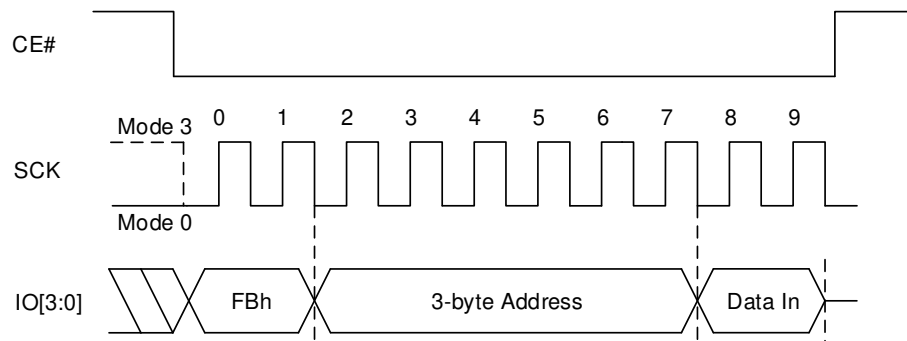 CE#
Mode 3 0 1 2 3 4 5 6 7 8 9
SCK
Mode 0
IO[3:0] FBh 3-byte Address Data In